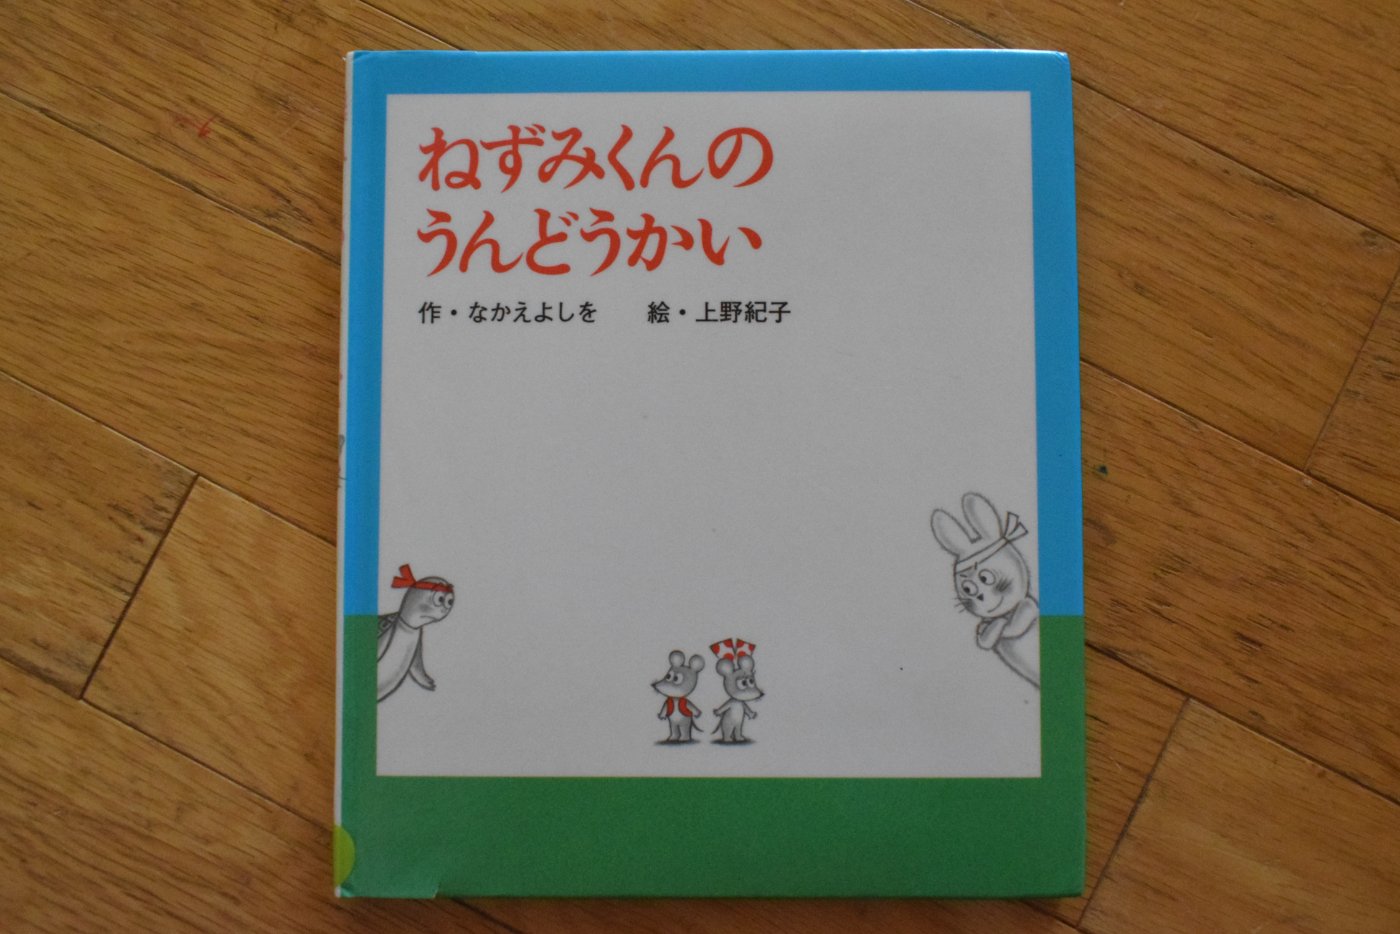 ねずみくんの
うんどうかい
作・なかえよしを　　絵・上野紀子